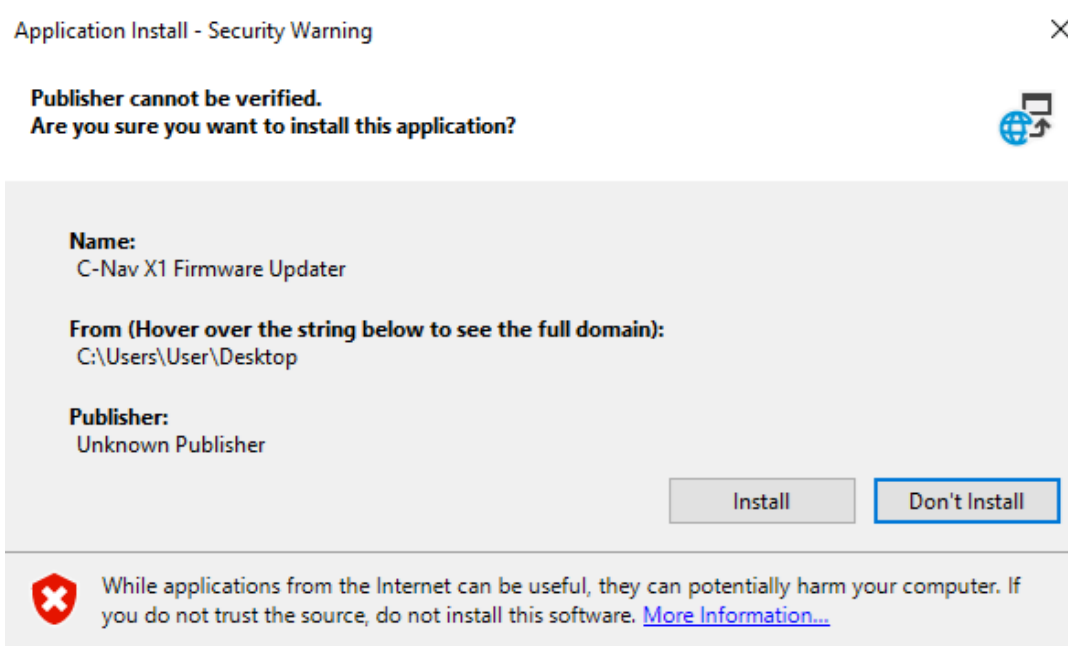 Application Install - Security Warning
Publisher cannot be verified.
Are you sure you want to install this application?
Name:
C-Nav X1 Firmware Updater
From (Hover over the string below to see the full domain):
C:\Users\User\Desktop
Publisher:
Unknown Publisher
Install
Don't Install
While applications from the Internet can be useful, they can potentially harm your computer. If
you do not trust the source, do not install this software. More Information...